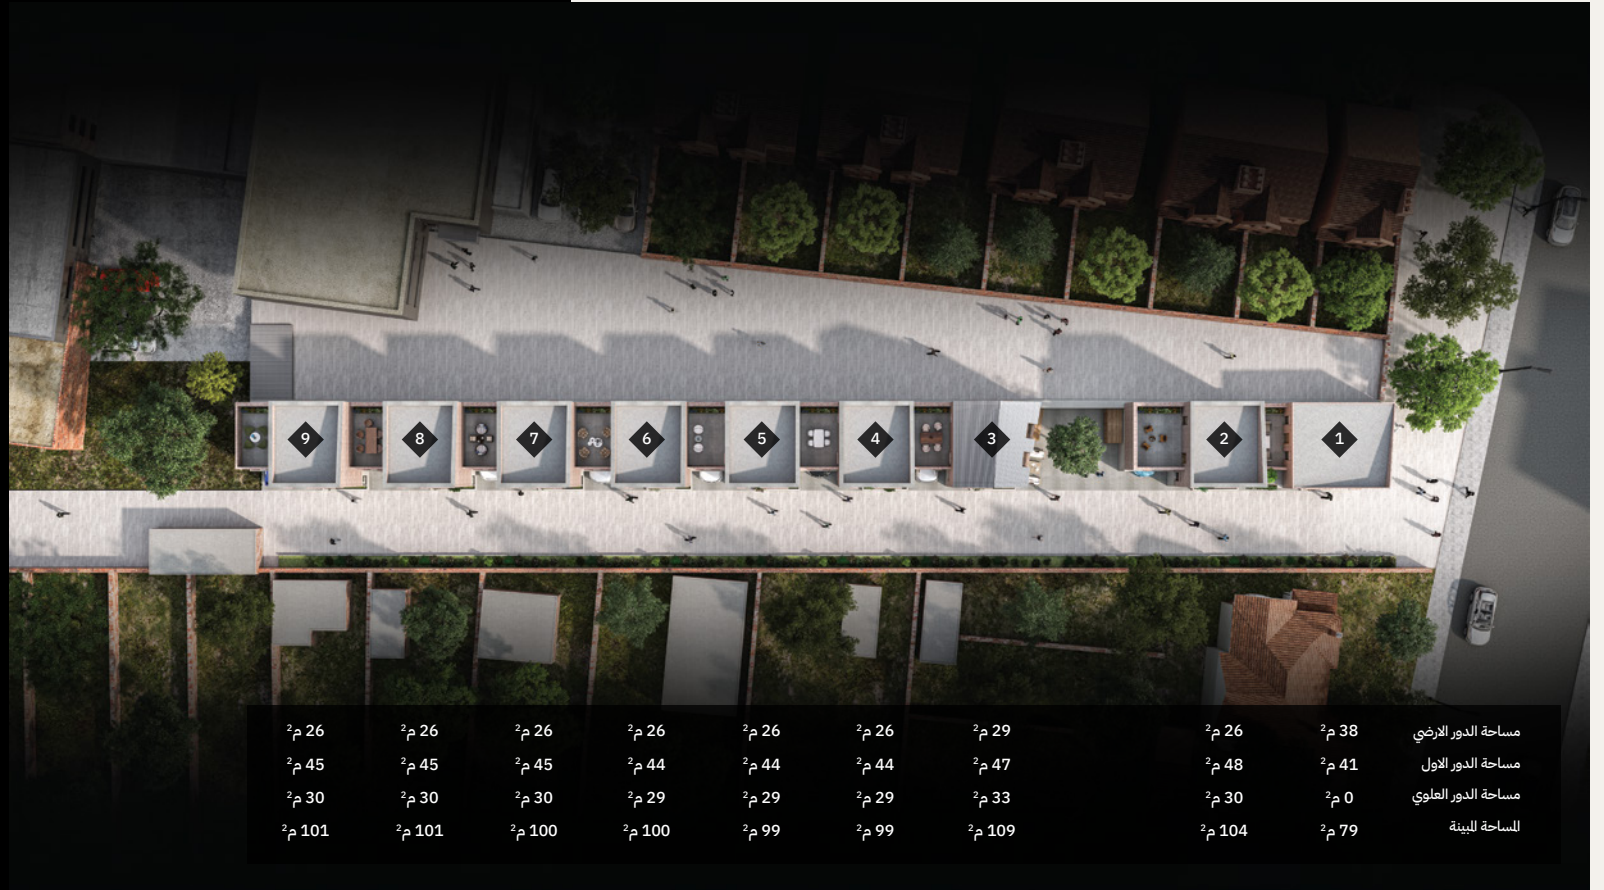 1 2 3 4 5 6 7 8 9
مساحة الدور الارضي 38 م² 26 م² 29 م² 26 م² 26 م² 26 م² 26 م² 26 م² 26 م²
مساحة الدور الاول 41 م² 48 م² 47 م² 44 م² 44 م² 44 م² 45 م² 45 م² 45 م²
مساحة الدور العلوي 0 م² 30 م² 33 م² 29 م² 29 م² 29 م² 30 م² 30 م² 30 م²
المساحة المبينة 79 م² 104 م² 109 م² 99 م² 99 م² 100 م² 100 م² 101 م² 101 م²